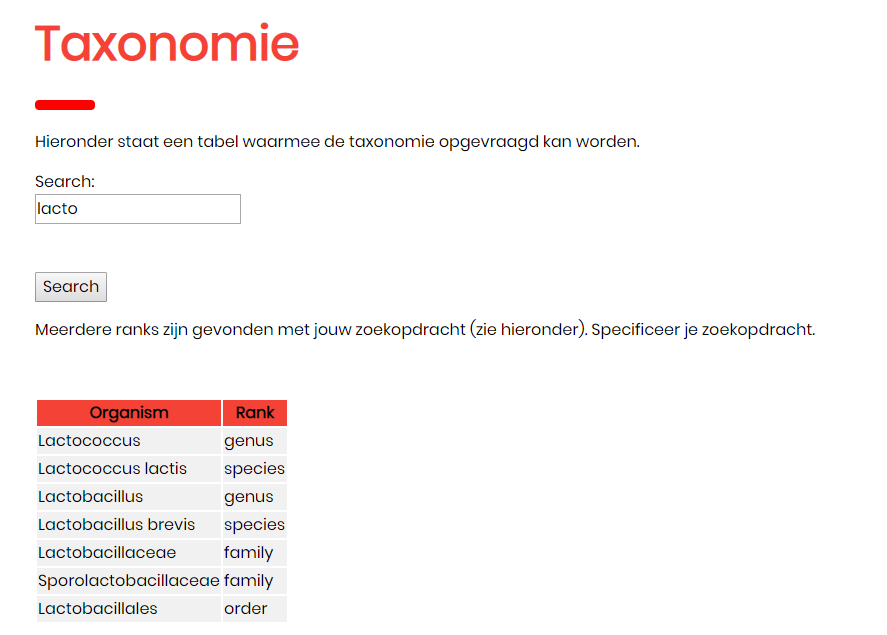 Taxonomie
Hieronder staat een tabel waarmee de taxonomie opgevraagd kan worden.
Search:
lacto
Search
Meerdere ranks zijn gevonden met jouw zoekopdracht (zie hieronder). Specificeer je zoekopdracht.
Organism Rank
Lactococcus genus
Lactococcus lactis species
Lactobacillus genus
Lactobacillus brevis species
Lactobacillaceae family
Sporolactobacillaceae family
Lactobacillales order